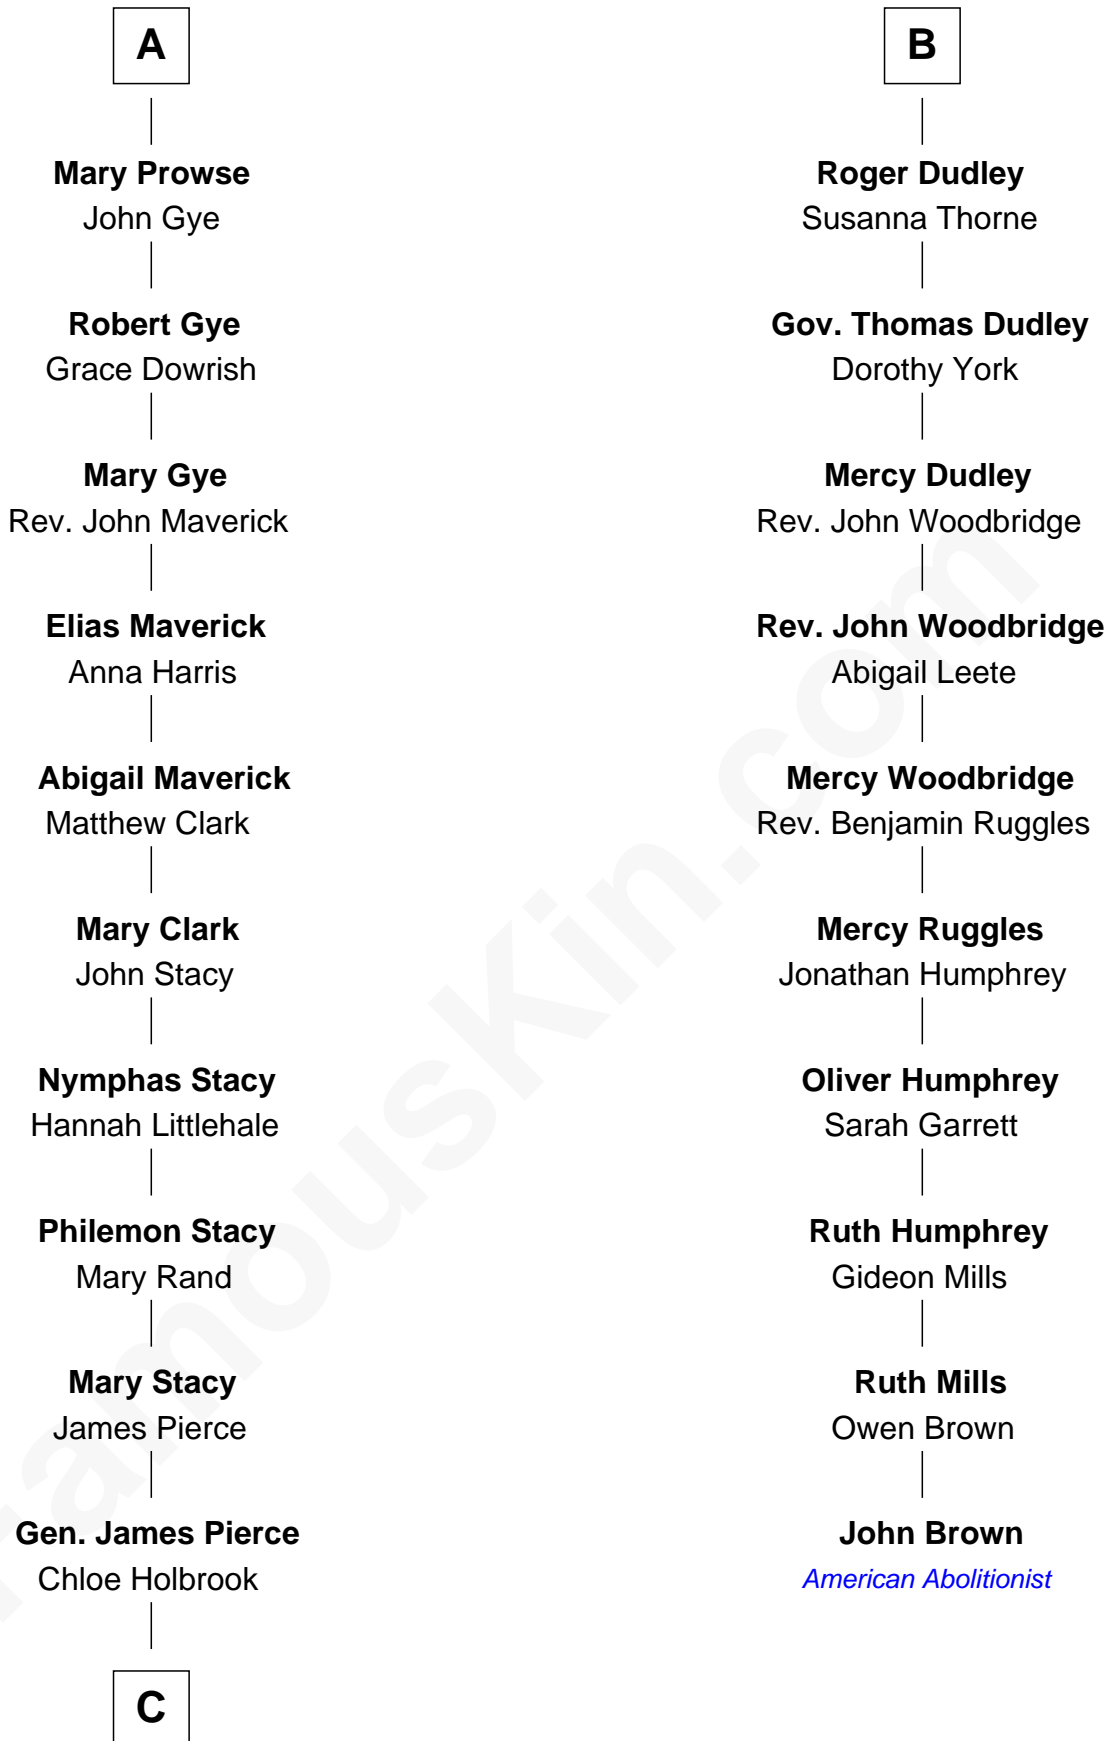 A
Mary Prowse
John Gye
Robert Gye
Grace Dowrish
Mary Gye
Rev. John Maverick
Elias Maverick
Anna Harris
Abigail Maverick
Matthew Clark
Mary Clark
John Stacy
Nymphas Stacy
Hannah Littlehale
Philemon Stacy
Mary Rand
Mary Stacy
James Pierce
Gen. James Pierce
Chloe Holbrook
C
B
Roger Dudley
Susanna Thorne
Gov. Thomas Dudley
Dorothy York
Mercy Dudley
Rev. John Woodbridge
Rev. John Woodbridge
Abigail Leete
Mercy Woodbridge
Rev. Benjamin Ruggles
Mercy Ruggles
Jonathan Humphrey
Oliver Humphrey
Sarah Garrett
Ruth Humphrey
Gideon Mills
Ruth Mills
Owen Brown
John Brown
American Abolitionist
FamousKin.com